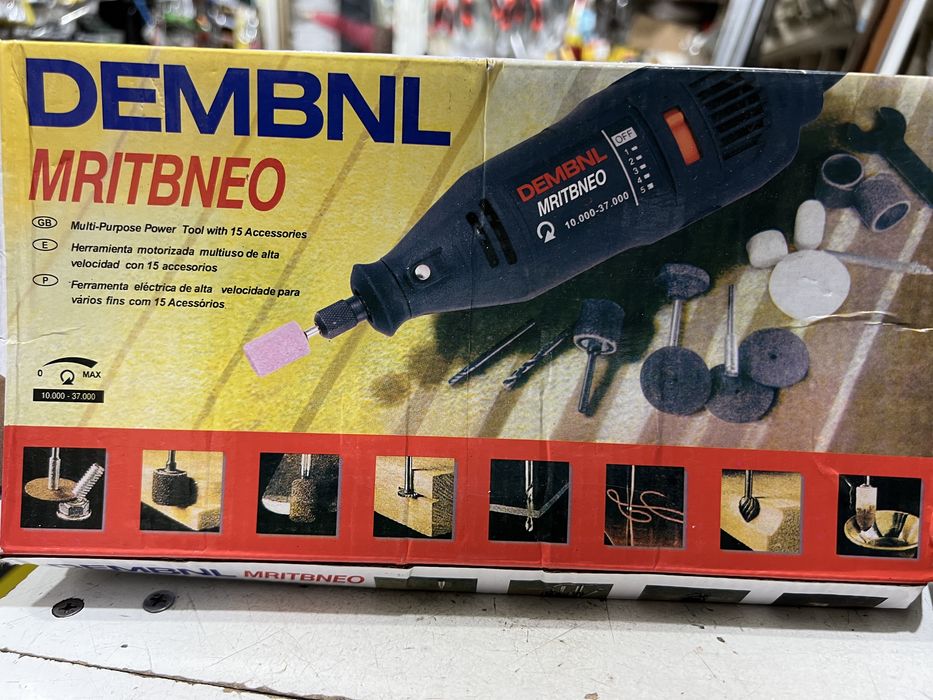 DEMBNL
MRITBNEO
GB Multi-Purpose Power Tool with 15 Accessories
E Herramienta motorizada multiuso de alta
velocidad con 15 accesorios
P Ferramenta eléctrica de alta velocidade para
vários fins com 15 Acessórios.
0 MAX
10.000 - 37.000
DEMBNL
MRITBNEO
10.000-37.000
OFF
1
2
3
4
5
DEMBNL MRITBNEO